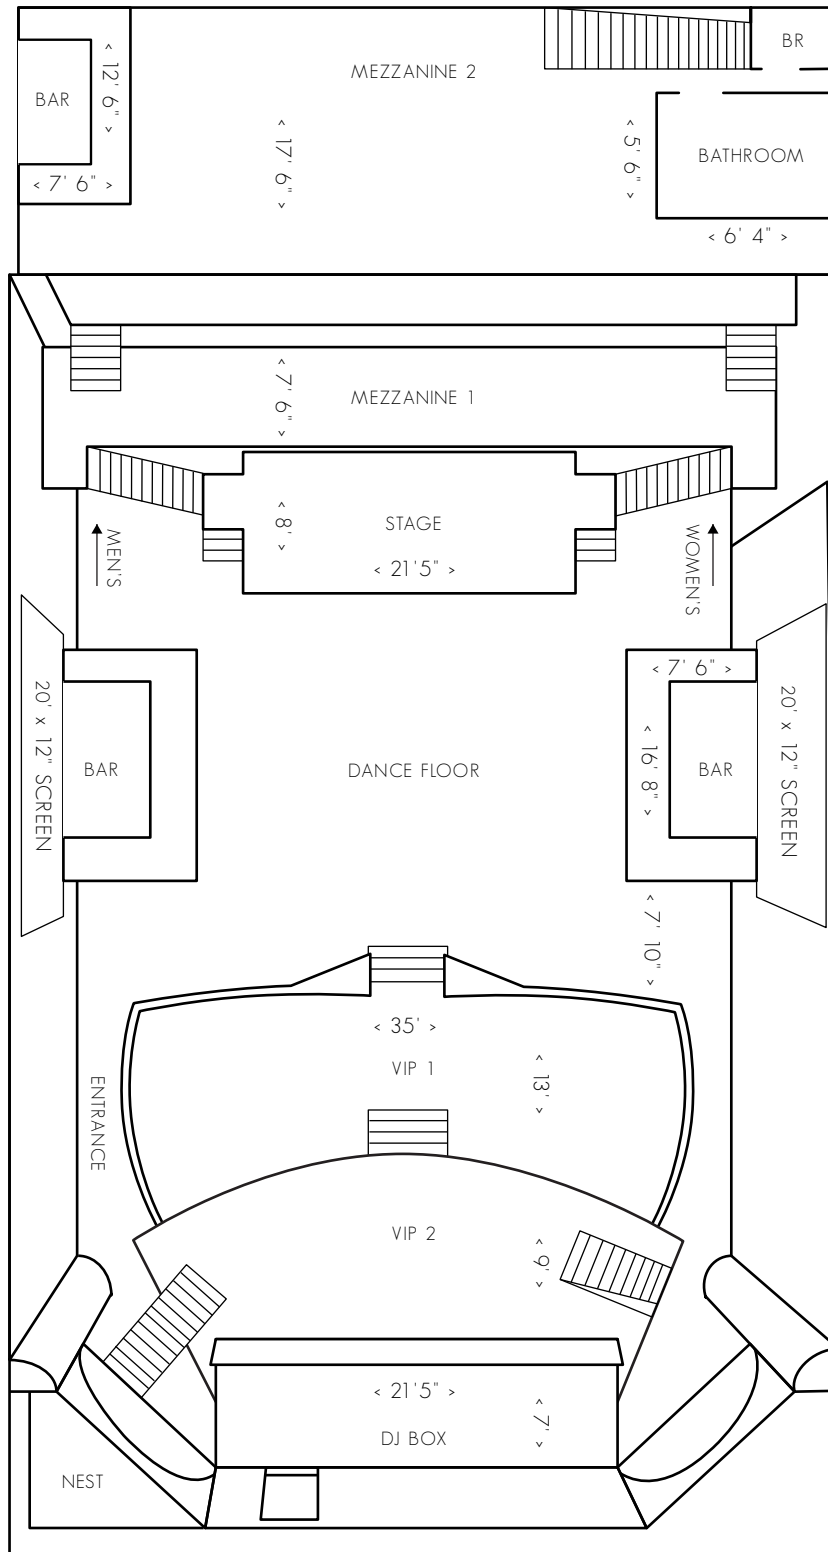 BR
MEZZANINE 2
BAR
< 12' 6" >
< 7' 6" >
< 17' 6" >
< 5' 6" >
BATHROOM
< 6' 4" >
< 7' 6" >
MEZZANINE 1
STAGE
< 8' >
< 21'5" >
MEN'S
WOMEN'S
20' x 12" SCREEN
BAR
DANCE FLOOR
< 7' 6" >
< 16' 8" >
BAR
20' x 12" SCREEN
< 7' 10" >
< 35' >
VIP 1
< 13' >
ENTRANCE
VIP 2
< 9' >
< 21'5" >
DJ BOX
< 7' >
NEST